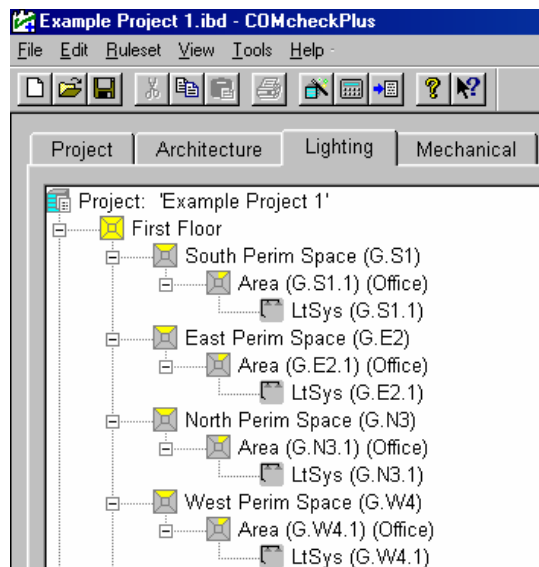 Example Project 1.ibd - COMcheckPlus
File Edit Ruleset View Tools Help
Project Architecture Lighting Mechanical
Project: 'Example Project 1'
First Floor
South Perim Space (G.S1)
Area (G.S1.1) (Office)
LtSys (G.S1.1)
East Perim Space (G.E2)
Area (G.E2.1) (Office)
LtSys (G.E2.1)
North Perim Space (G.N3)
Area (G.N3.1) (Office)
LtSys (G.N3.1)
West Perim Space (G.W4)
Area (G.W4.1) (Office)
LtSys (G.W4.1)